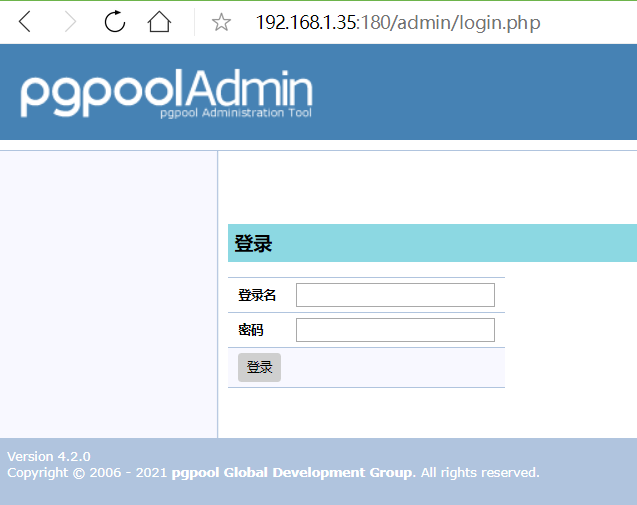 192.168.1.35:180/admin/login.php
pgpoolAdmin
pgpool Administration Tool
登录
登录名
密码
登录
Version 4.2.0
Copyright © 2006 - 2021 pgpool Global Development Group. All rights reserved.